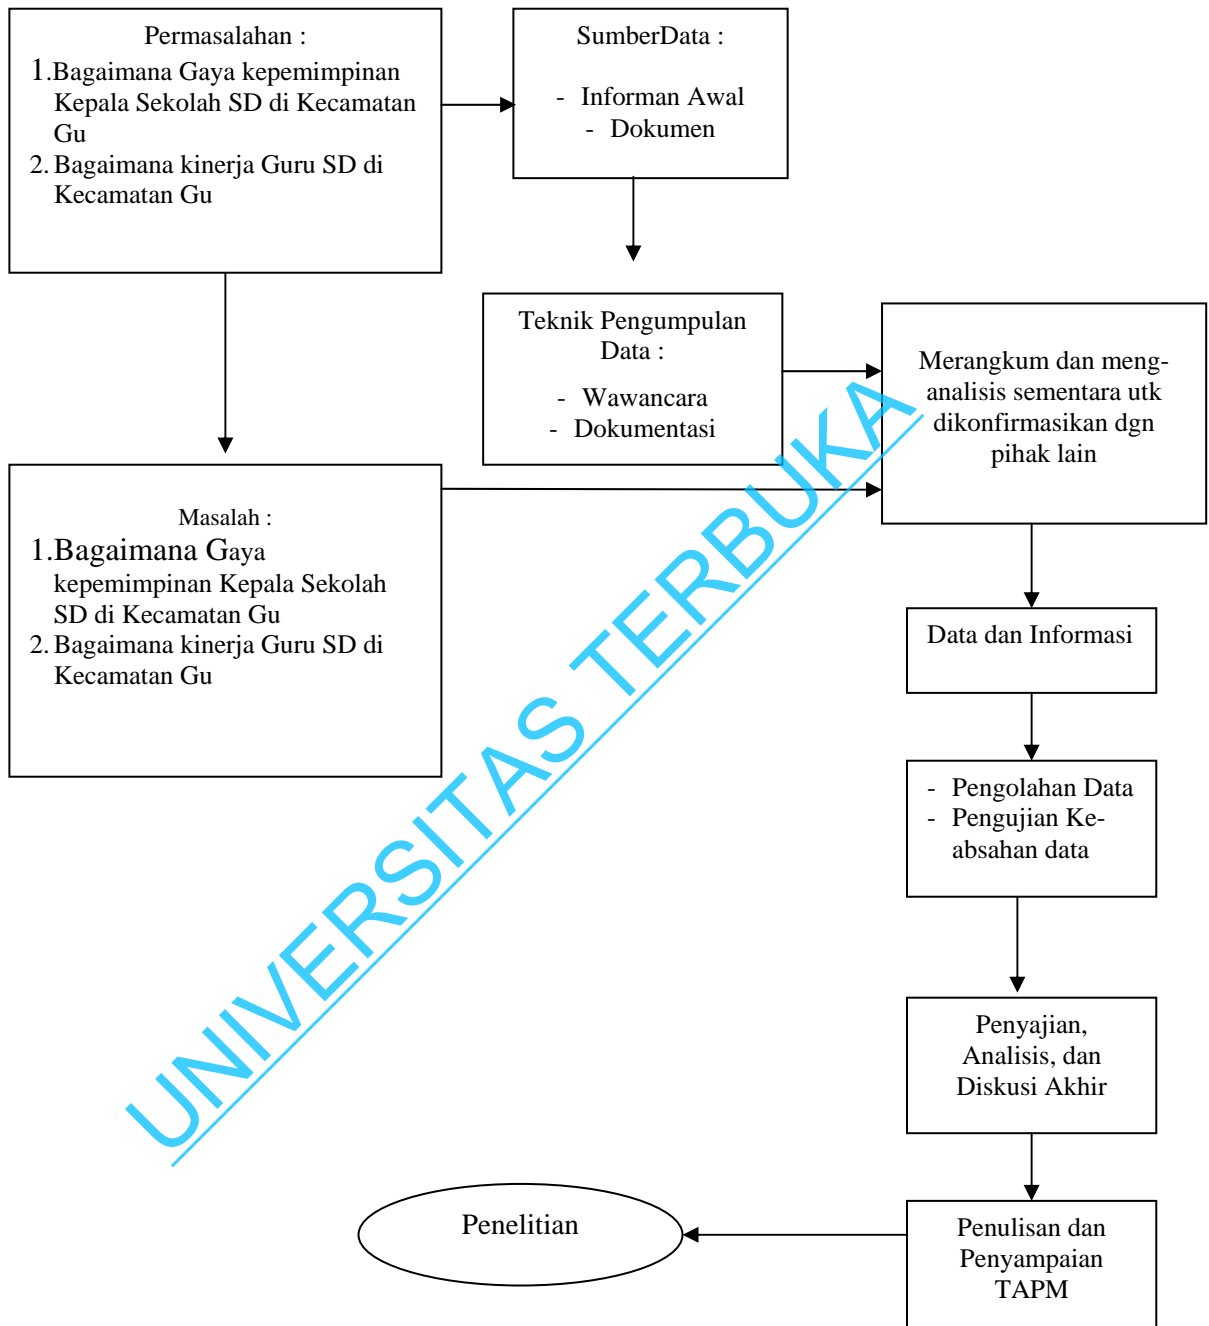 Permasalahan :
1.Bagaimana Gaya kepemimpinan
Kepala Sekolah SD di Kecamatan
Gu
2. Bagaimana kinerja Guru SD di
Kecamatan Gu
SumberData :
- Informan Awal
- Dokumen
Teknik Pengumpulan
Data :
- Wawancara
- Dokumentasi
Merangkum dan meng-
analisis sementara utk
dikonfirmasikan dgn
pihak lain
Masalah :
1.Bagaimana Gaya
kepemimpinan Kepala Sekolah
SD di Kecamatan Gu
2. Bagaimana kinerja Guru SD di
Kecamatan Gu
Data dan Informasi
- Pengolahan Data
- Pengujian Ke-
absahan data
Penyajian,
Analisis, dan
Diskusi Akhir
Penulisan dan
Penyampaian
TAPM
Penelitian
UNIVERSITAS TERBUKA